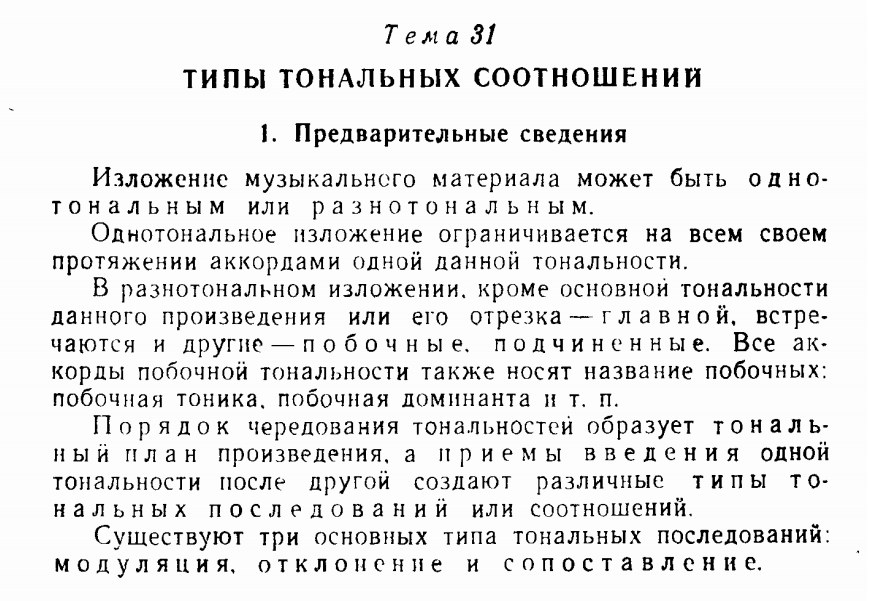 Тема 31
ТИПЫ ТОНАЛЬНЫХ СООТНОШЕНИЙ
1. Предварительные сведения
Изложение музыкального материала может быть одно-
тональным или разнотональным.
Однотональное изложение ограничивается на всем своем
протяжении аккордами одной данной тональности.
В разнотональном изложении, кроме основной тональности
данного произведения или его отрезка — главной, встре-
чаются и другие — побочные, подчиненные. Все ак-
корды побочной тональности также носят название побочных:
побочная тоника, побочная доминанта и т. п.
Порядок чередования тональностей образует тональ-
ный план произведения, а приемы введения одной
тональности после другой создают различные типы то-
нальных последований или соотношений.
Существуют три основных типа тональных последований:
модуляция, отклонение и сопоставление.